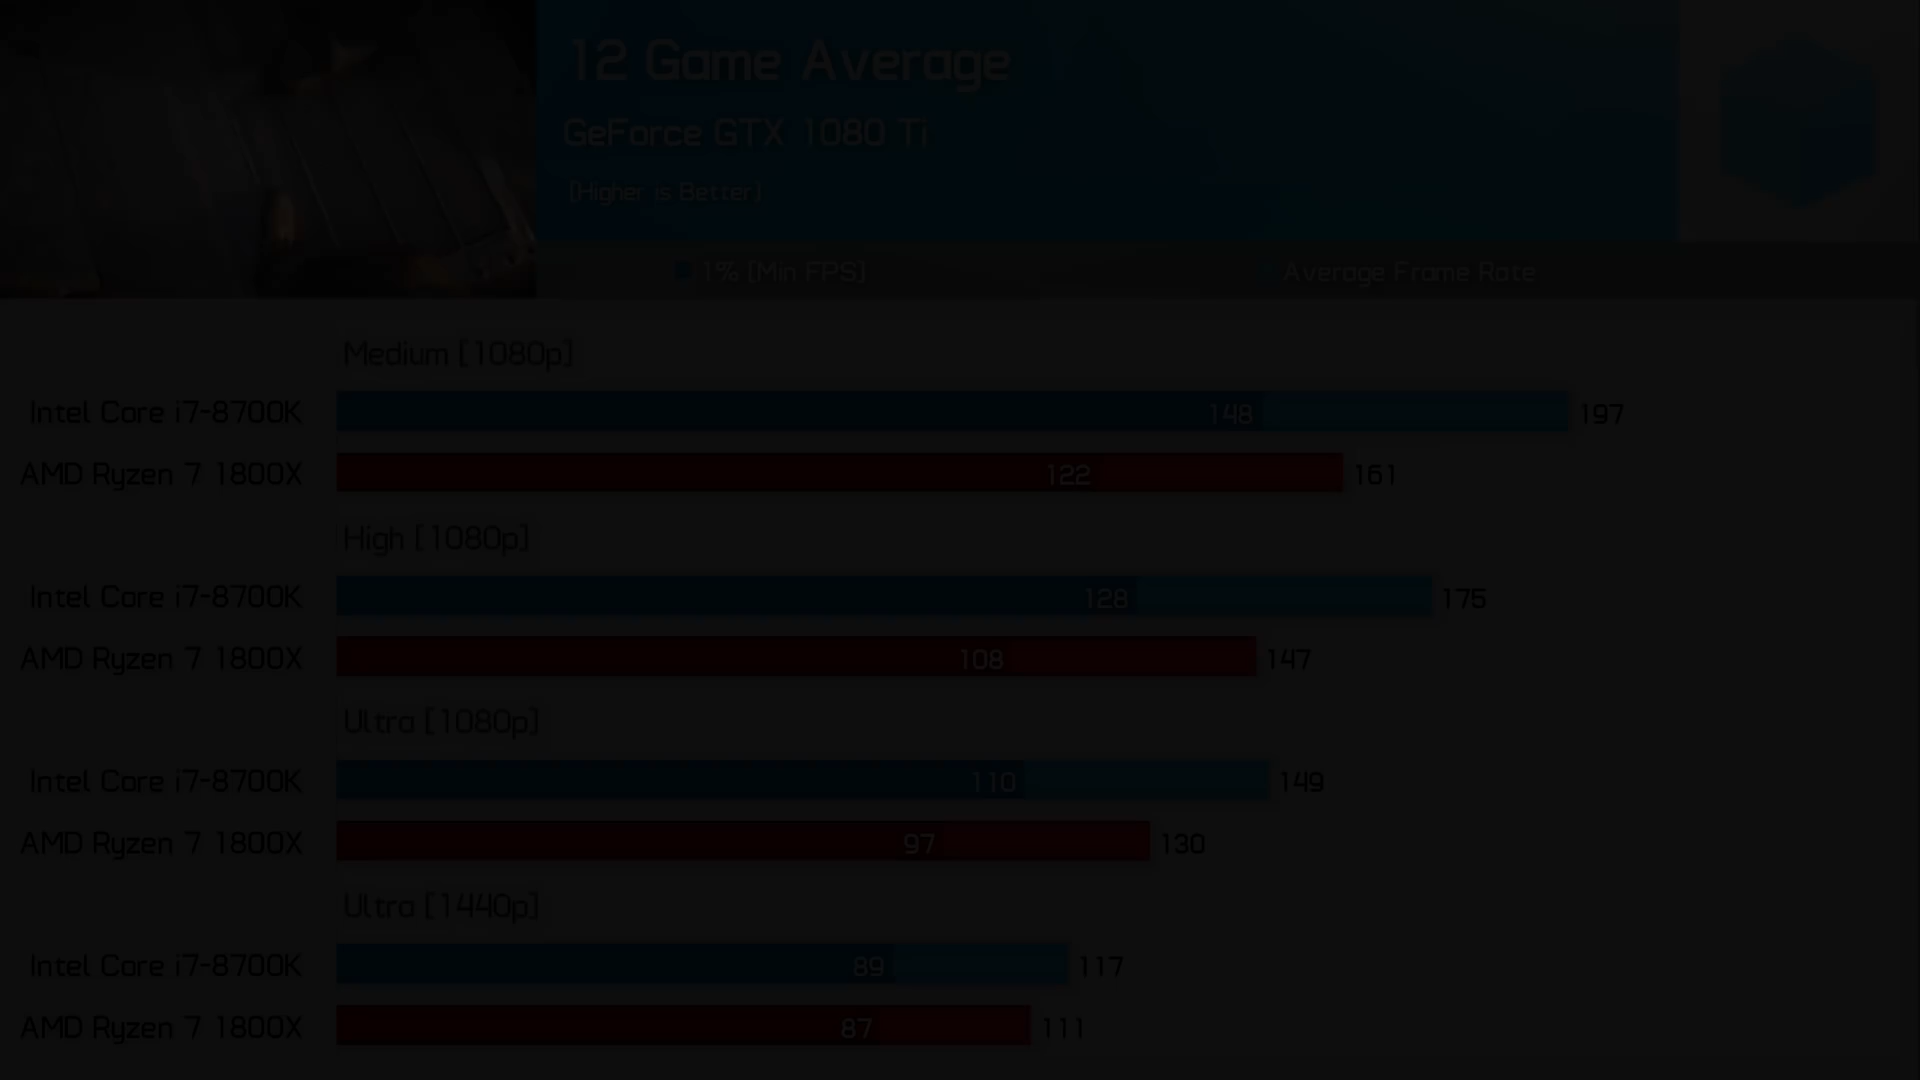 12 Game Average
GeForce GTX 1080 Ti
[Higher is Better]
1% [Min FPS] Average Frame Rate
Medium [1080p]
Intel Core i7-8700K 148 197
AMD Ryzen 7 1800X 122 161
High [1080p]
Intel Core i7-8700K 128 175
AMD Ryzen 7 1800X 108 147
Ultra [1080p]
Intel Core i7-8700K 110 149
AMD Ryzen 7 1800X 97 130
Ultra [1440p]
Intel Core i7-8700K 89 117
AMD Ryzen 7 1800X 87 111